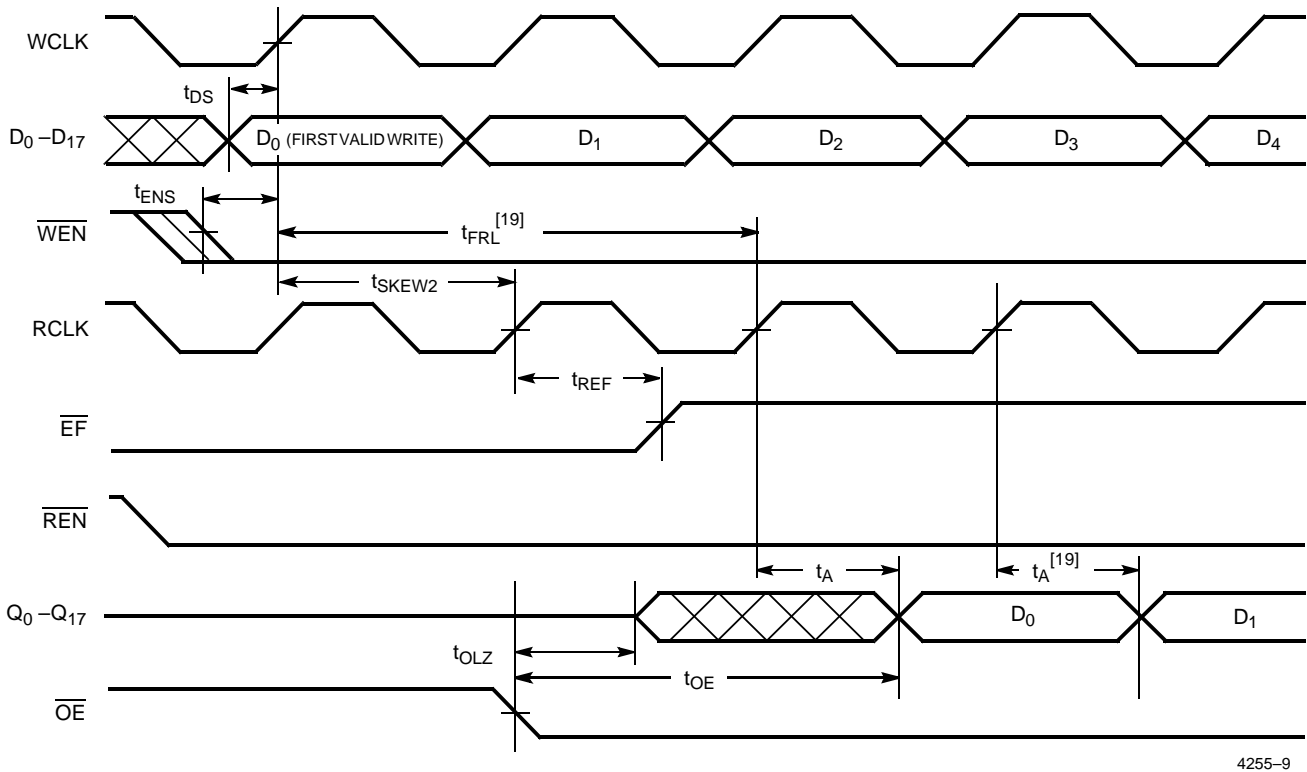 WCLK
tDS
D0 –D17
D0 (FIRST VALID WRITE)
D1
D2
D3
D4
tENS
WEN
tFRL[19]
tSKEW2
RCLK
tREF
EF
REN
tA
tA[19]
Q0 –Q17
D0
D1
tOLZ
tOE
OE
4255–9